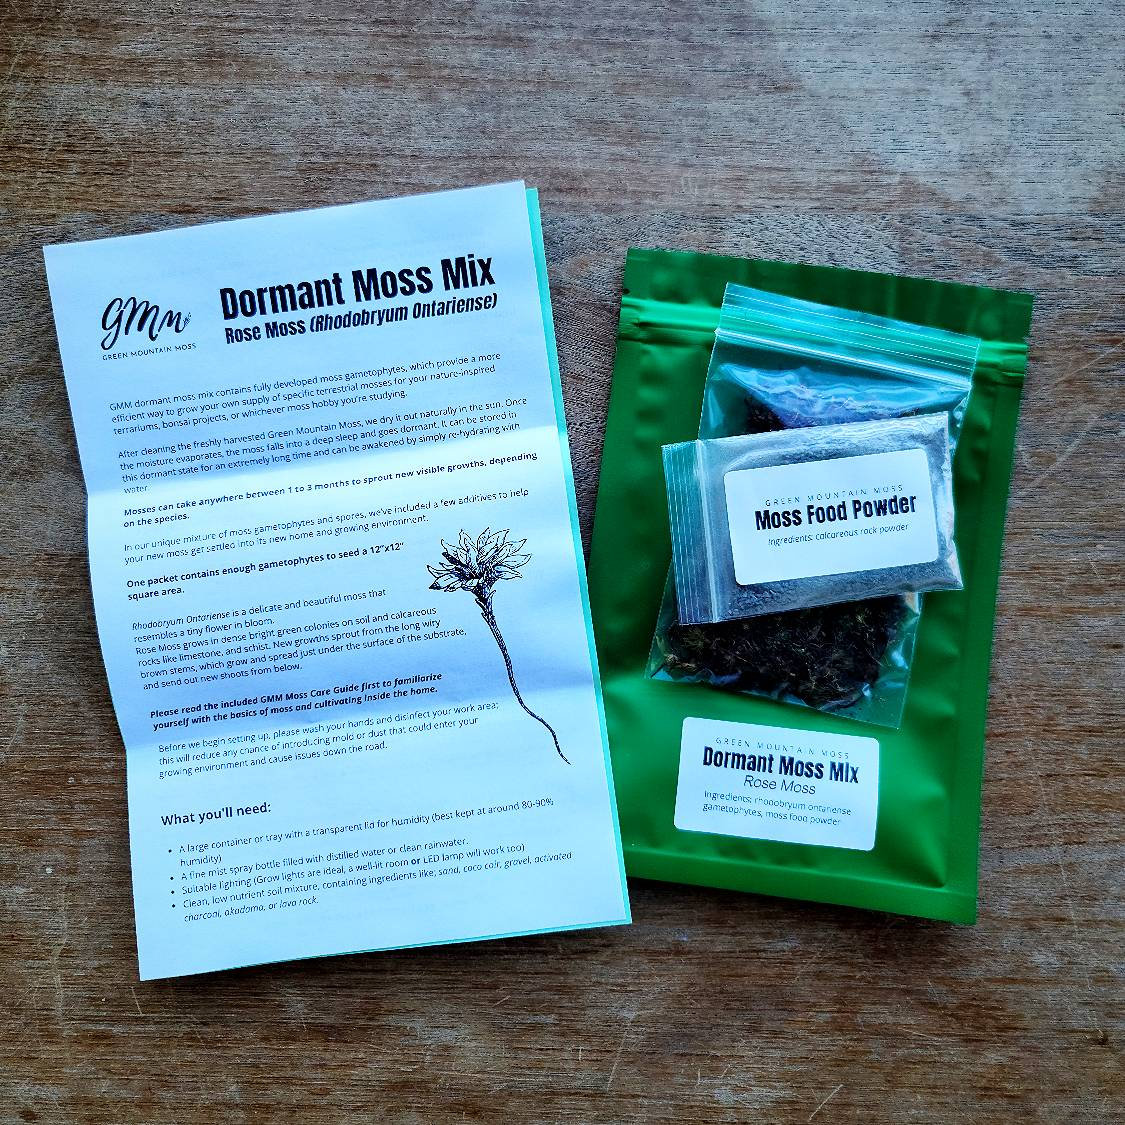 GMm
GREEN MOUNTAIN MOSS
Dormant Moss Mix
Rose Moss (Rhodobryum Ontariense)
GMM dormant moss mix contains fully developed moss gametophytes, which provide a more
efficient way to grow your own supply of specific terrestrial mosses for your nature-inspired
terrariums, bonsai projects, or whichever moss hobby you're studying.
After cleaning the freshly harvested Green Mountain Moss, we dry it out naturally in the sun. Once
the moisture evaporates, the moss falls into a deep sleep and goes dormant. It can be stored in
this dormant state for an extremely long time and can be awakened by simply re-hydrating with
water.
Mosses can take anywhere between 1 to 3 months to sprout new visible growths, depending
on the species.
In our unique mixture of moss gametophytes and spores, we've included a few additives to help
your new moss get settled into its new home and growing environment.
One packet contains enough gametophytes to seed a 12"x12"
square area.
Rhodobryum Ontariense is a delicate and beautiful moss that
resembles a tiny flower in bloom.
Rose Moss grows in dense bright green colonies on soil and calcareous
rocks like limestone, and schist. New growths sprout from the long wiry
brown stems, which grow and spread just under the surface of the substrate,
and send out new shoots from below.
Please read the included GMM Moss Care Guide first to familiarize
yourself with the basics of moss and cultivating inside the home.
Before we begin setting up, please wash your hands and disinfect your work area;
this will reduce any chance of introducing mold or dust that could enter your
growing environment and cause issues down the road.
What you'll need:
• A large container or tray with a transparent lid for humidity (best kept at around 80-90%
humidity)
• A fine mist spray bottle filled with distilled water or clean rainwater.
• Suitable lighting (Grow lights are ideal, a well-lit room or LED lamp will work too)
• Clean, low nutrient soil mixture, containing ingredients like; sand, coco coir, gravel, activated
charcoal, akadama, or lava rock.
GREEN MOUNTAIN MOSS
Moss Food Powder
Ingredients: calcareous rock powder
GREEN MOUNTAIN MOSS
Dormant Moss Mix
Rose Moss
Ingredients: rhodobryum ontariense
gametophytes, moss food powder